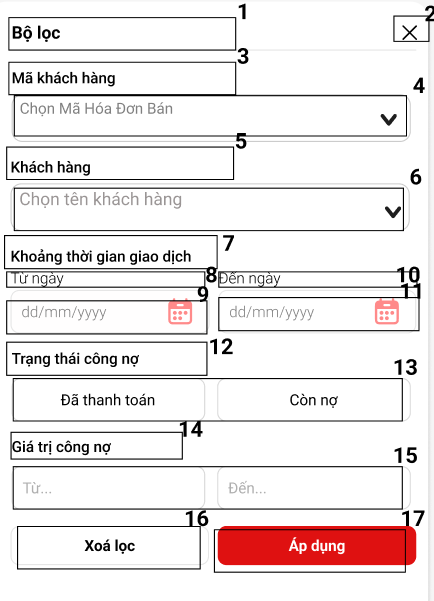 Bộ lọc 1 2
3
Mã khách hàng
Chọn Mã Hóa Đơn Bán 4
5
Khách hàng
Chọn tên khách hàng 6
Khoảng thời gian giao dịch 7
Từ ngày 8 Đến ngày 10
dd/mm/yyyy 9 dd/mm/yyyy 11
Trạng thái công nợ 12
13
Đã thanh toán Còn nợ
14
Giá trị công nợ
15
Từ... Đến...
16 17
Xoá lọc Áp dụng